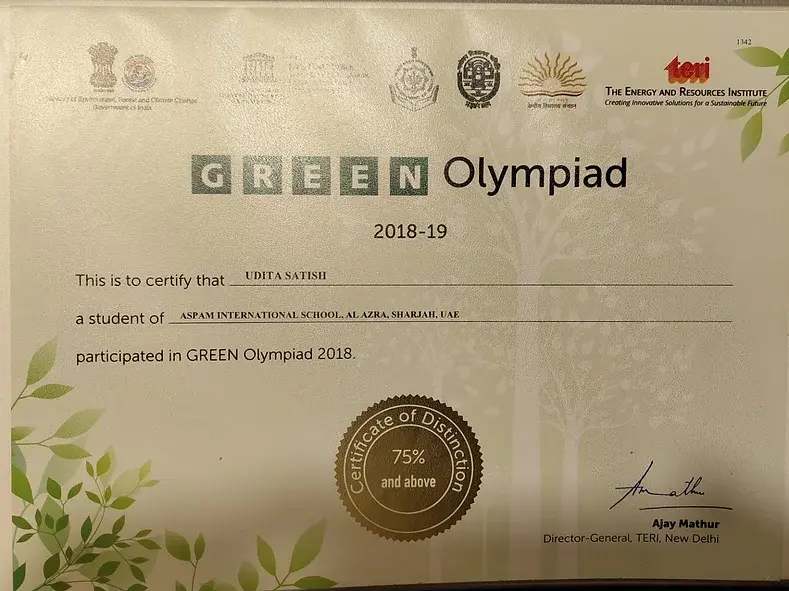 1342
Ministry of Environment, Forest and Climate Change
Government of India
teri
THE ENERGY AND RESOURCES INSTITUTE
Creating Innovative Solutions for a Sustainable Future
GREEN Olympiad
2018-19
This is to certify that UDITA SATISH
a student of ASPAM INTERNATIONAL SCHOOL, AL AZRA, SHARJAH, UAE
participated in GREEN Olympiad 2018.
Certificate of Distinction
75%
and above
Ajay Mathur
Director-General, TERI, New Delhi